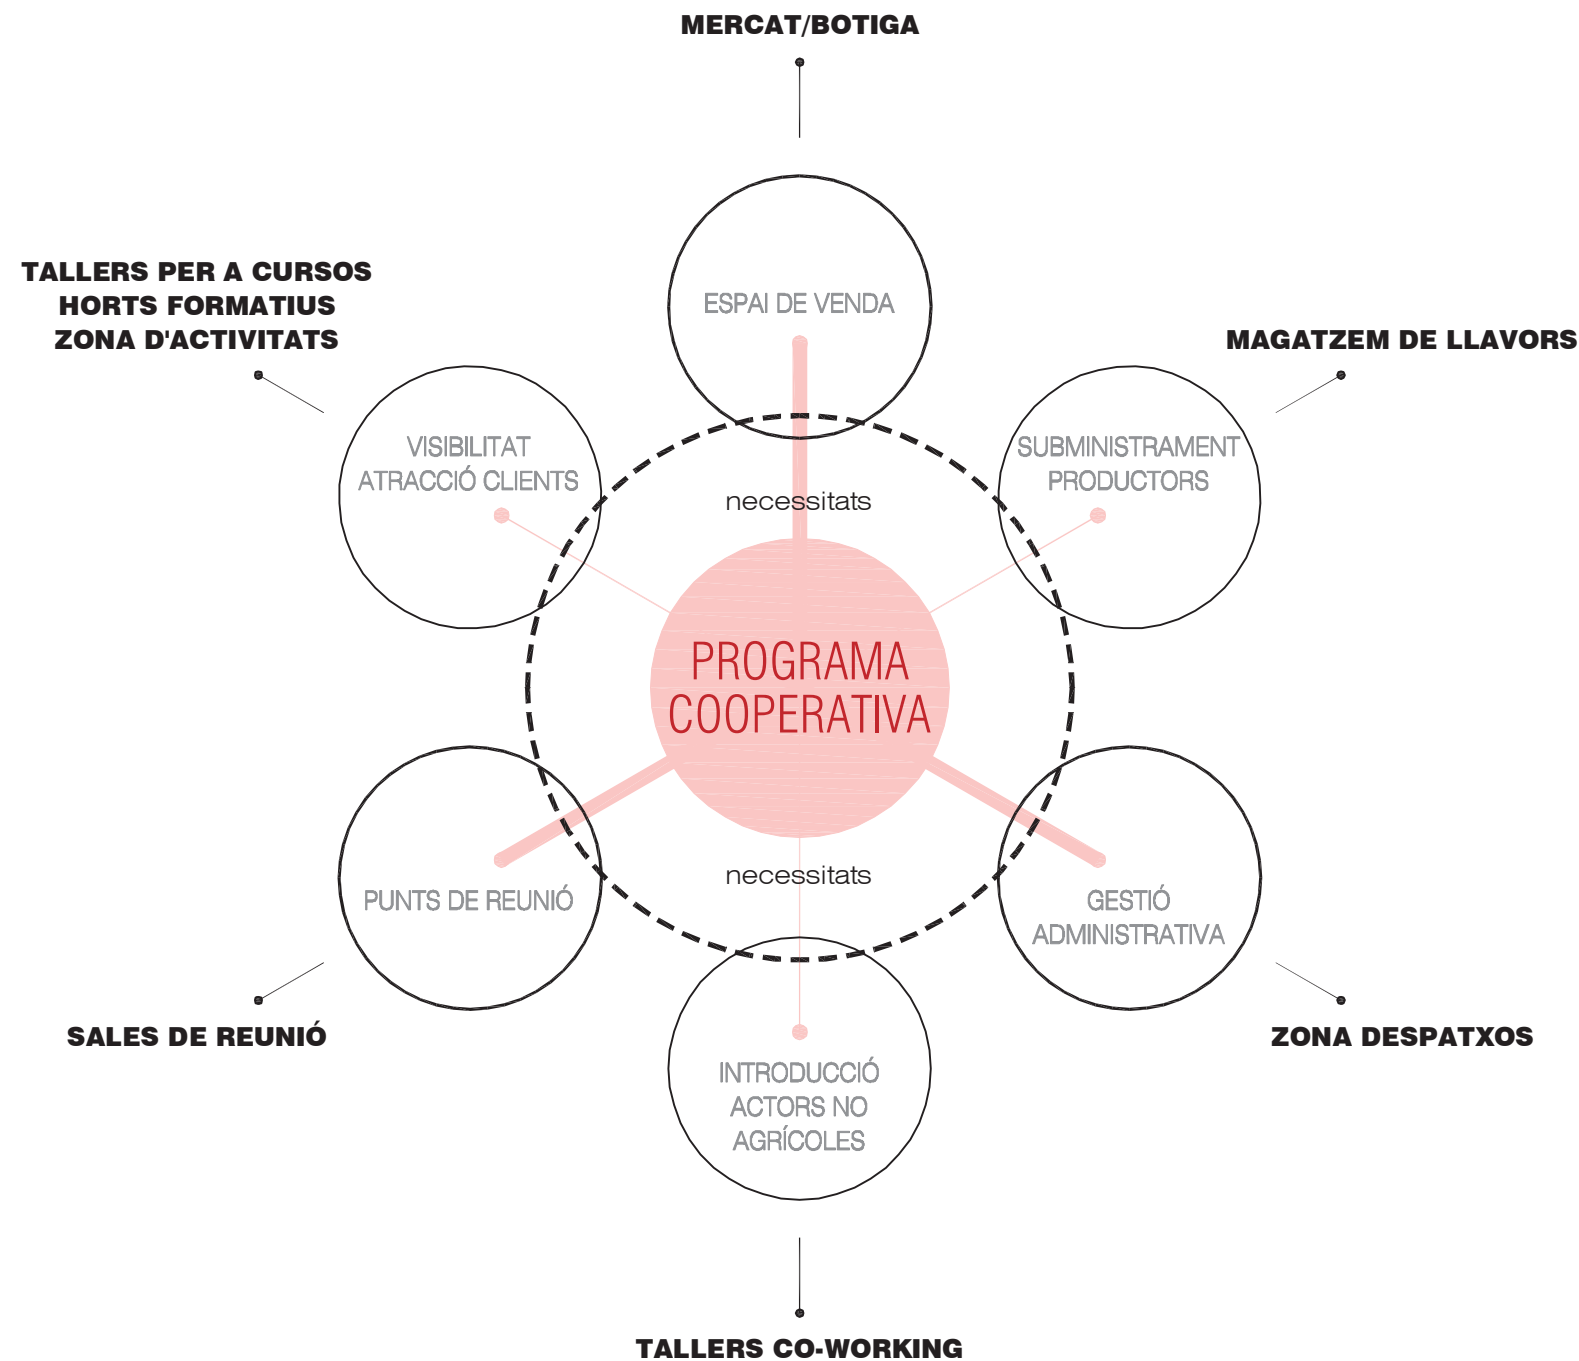 MERCAT/BOTIGA
TALLERS PER A CURSOS
HORTS FORMATIUS
ZONA D'ACTIVITATS
ESPAI DE VENDA
MAGATZEM DE LLAVORS
VISIBILITAT
ATRACCIÓ CLIENTS
SUBMINISTRAMENT
PRODUCTORS
necessitats
PROGRAMA
COOPERATIVA
necessitats
PUNTS DE REUNIÓ
GESTIÓ
ADMINISTRATIVA
SALES DE REUNIÓ
ZONA DESPATXOS
INTRODUCCIÓ
ACTORS NO
AGRÍCOLES
TALLERS CO-WORKING